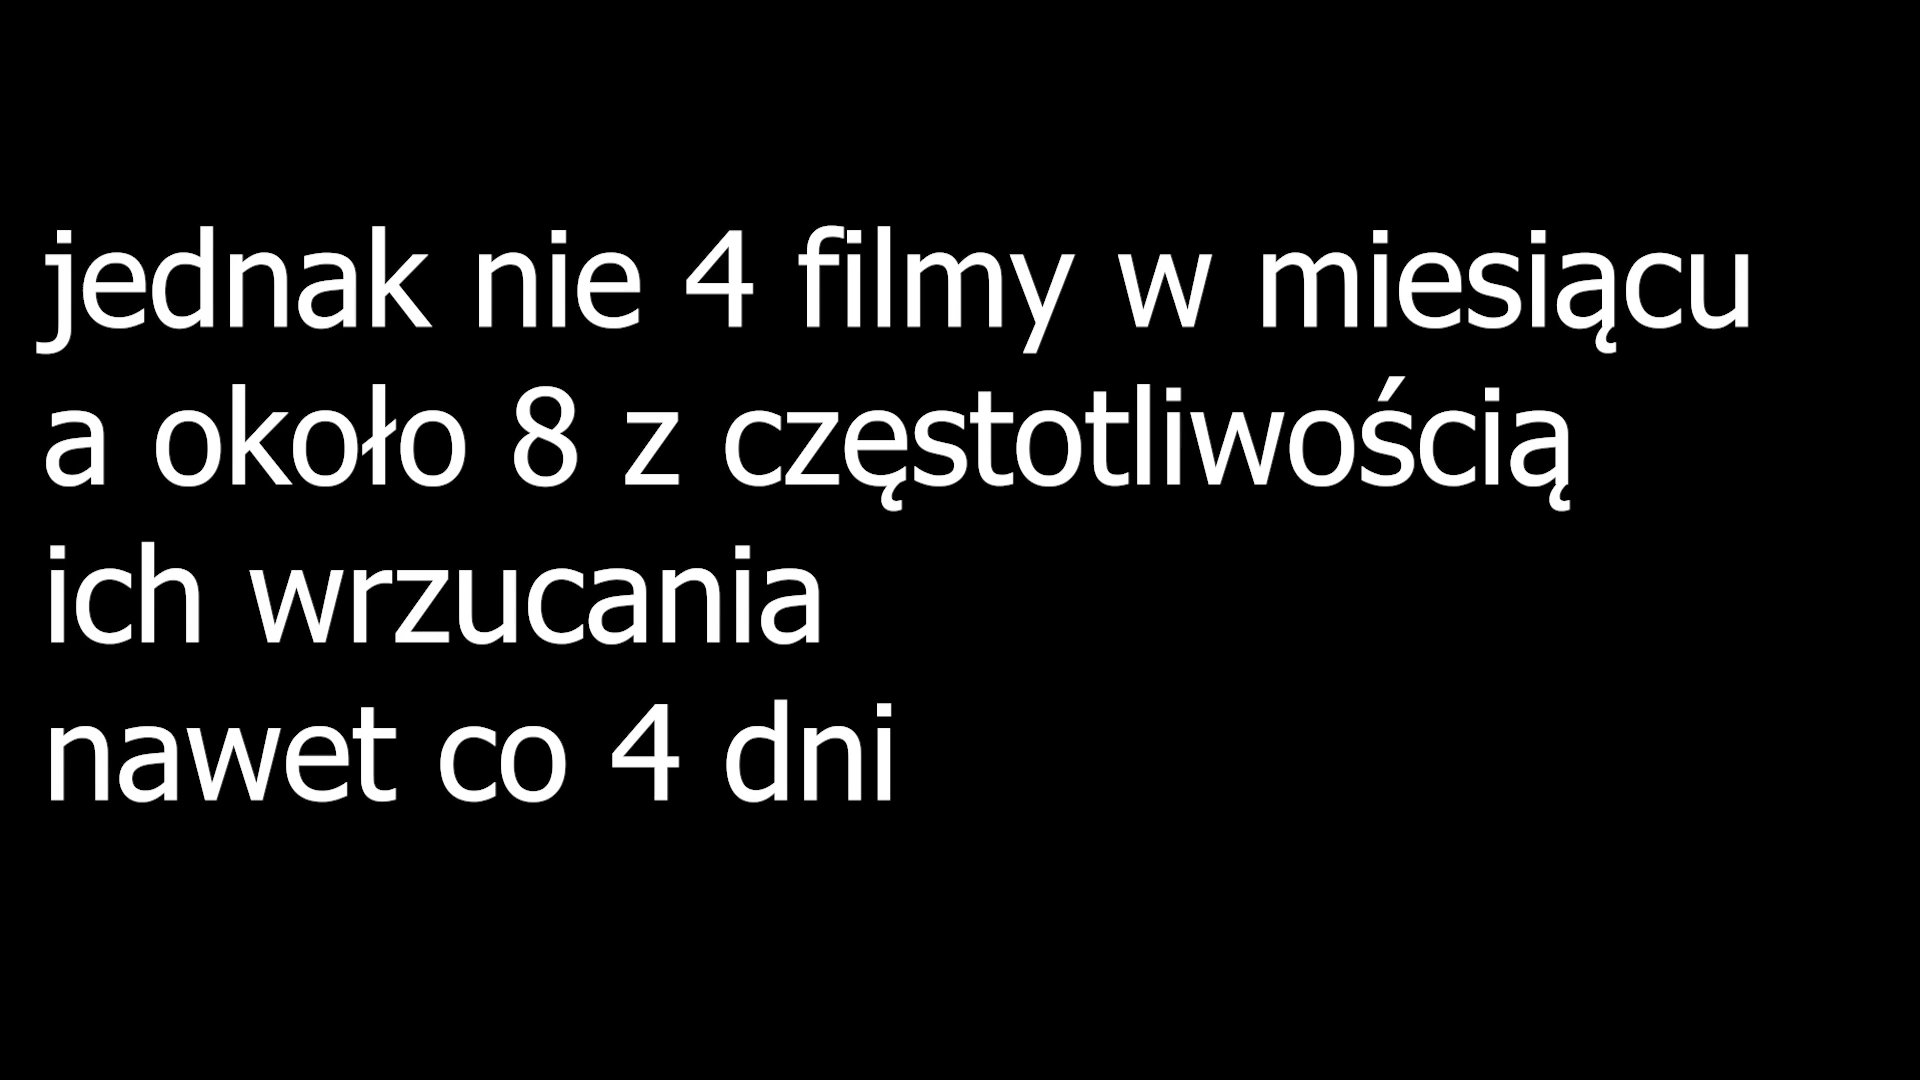 jednak nie 4 filmy w miesiącu
a około 8 z częstotliwością
ich wrzucania
nawet co 4 dni